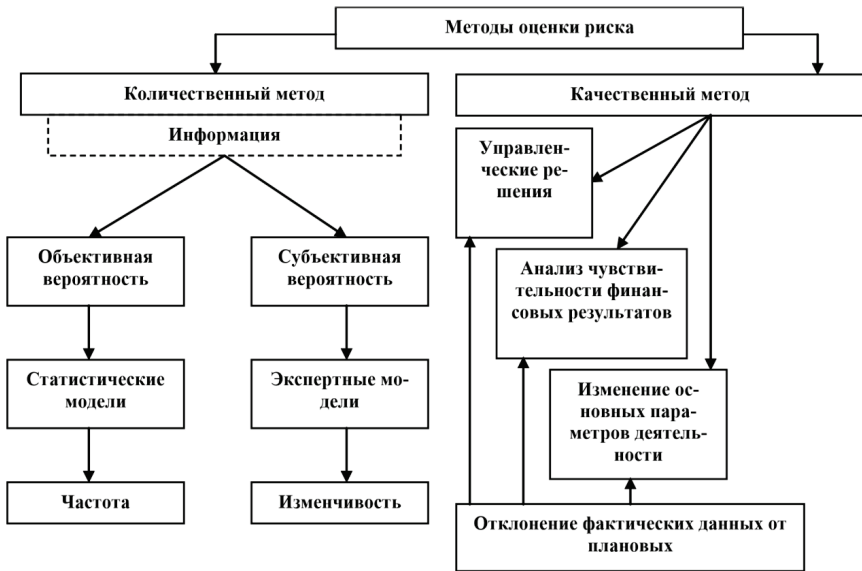 Методы оценки риска
Количественный метод
Качественный метод
Информация
Управлен-
ческие ре-
шения
Объективная
вероятность
Субъективная
вероятность
Анализ чувстви-
тельности финан-
совых результатов
Статистические
модели
Экспертные мо-
дели
Изменение ос-
новных пара-
метров деятель-
ности
Частота
Изменчивость
Отклонение фактических данных от
плановых